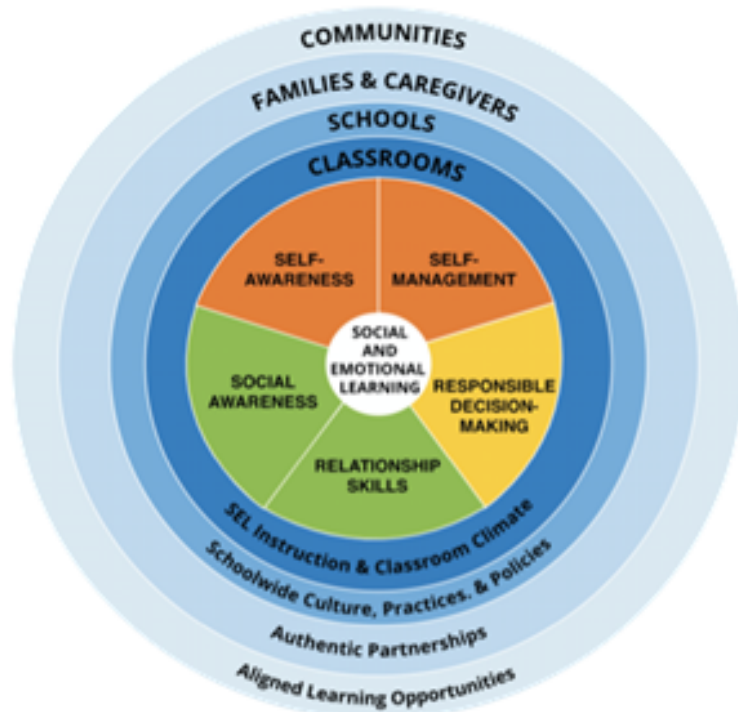 COMMUNITIES
FAMILIES & CAREGIVERS
SCHOOLS
CLASSROOMS
SELF-
AWARENESS
SELF-
MANAGEMENT
SOCIAL
AND
EMOTIONAL
LEARNING
SOCIAL
AWARENESS
RESPONSIBLE
DECISION-
MAKING
RELATIONSHIP
SKILLS
SEL Instruction & Classroom Climate
Schoolwide Culture, Practices. & Policies
Authentic Partnerships
Aligned Learning Opportunities